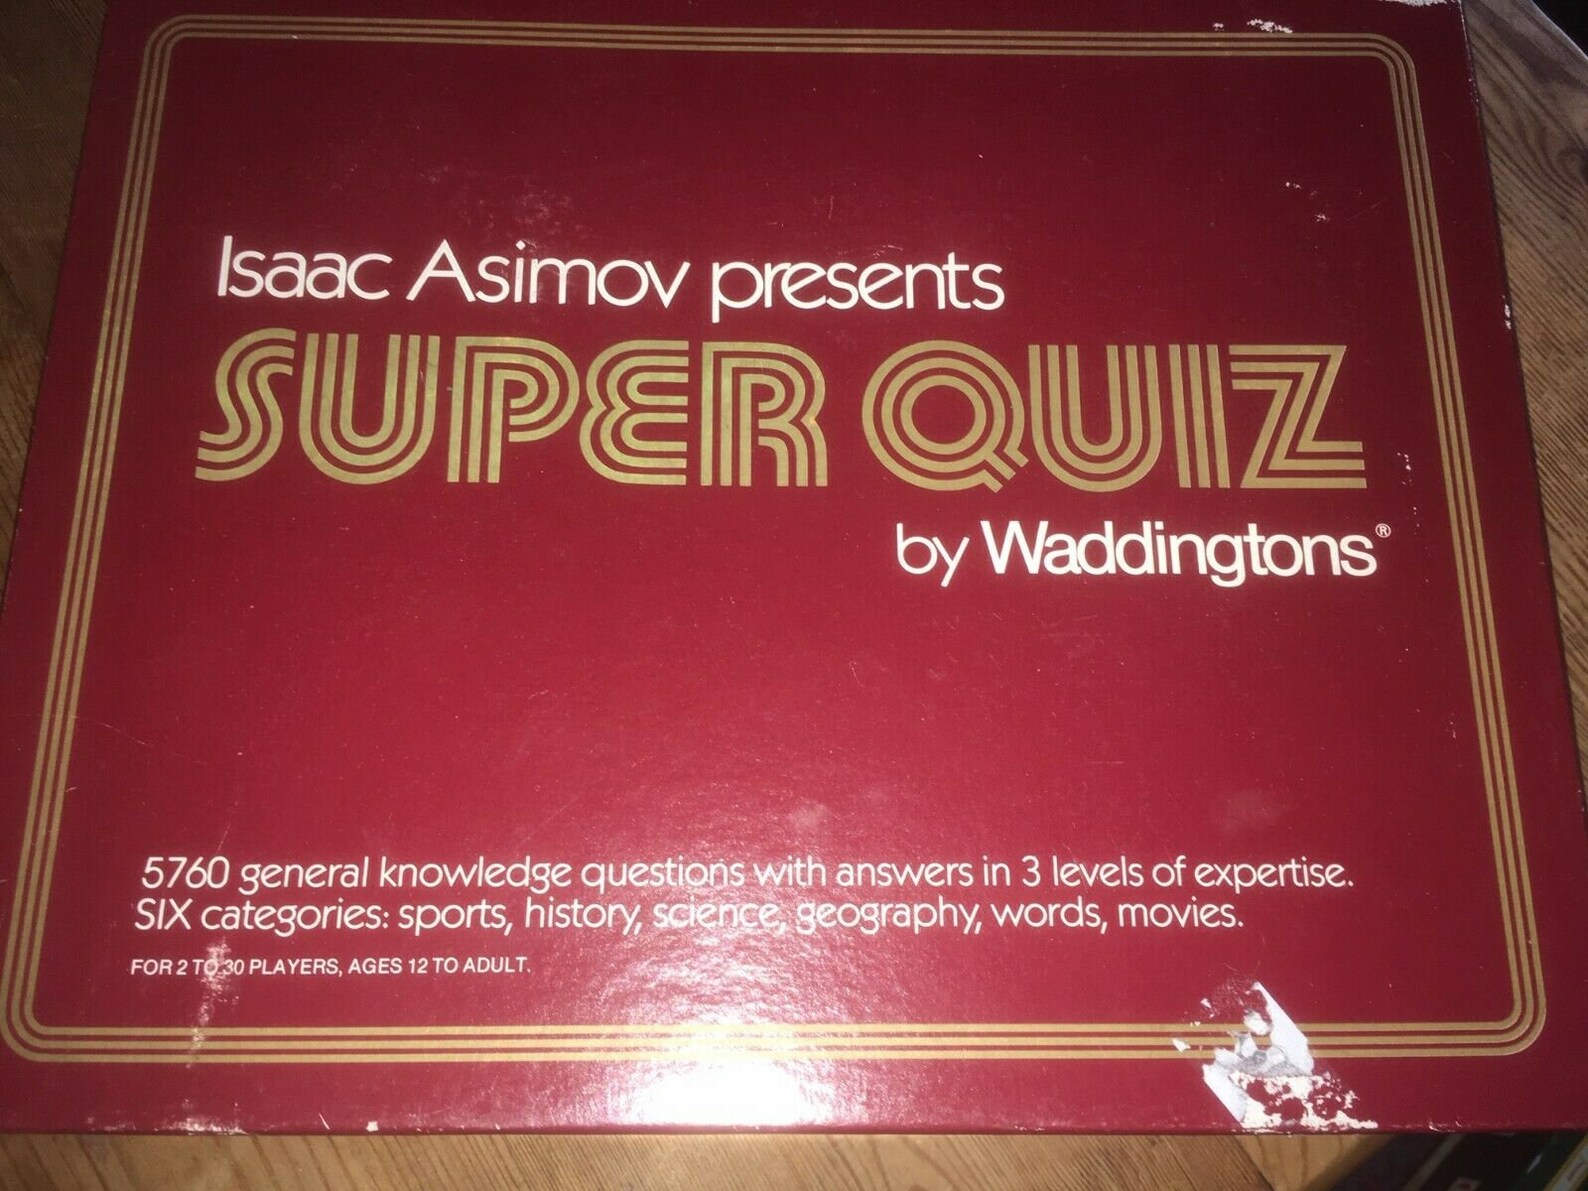 Isaac Asimov presents
SUPER QUIZ
by Waddingtons®
5760 general knowledge questions with answers in 3 levels of expertise.
SIX categories: sports, history, science, geography, words, movies.
FOR 2 TO 30 PLAYERS, AGES 12 TO ADULT.